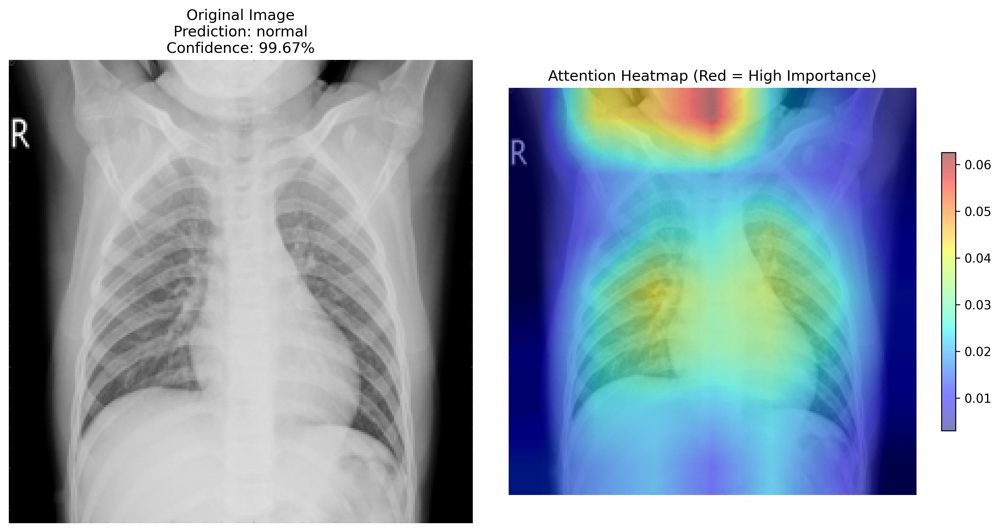 Original Image
Prediction: normal
Confidence: 99.67%
R
Attention Heatmap (Red = High Importance)
R
0.06
0.05
0.04
0.03
0.02
0.01